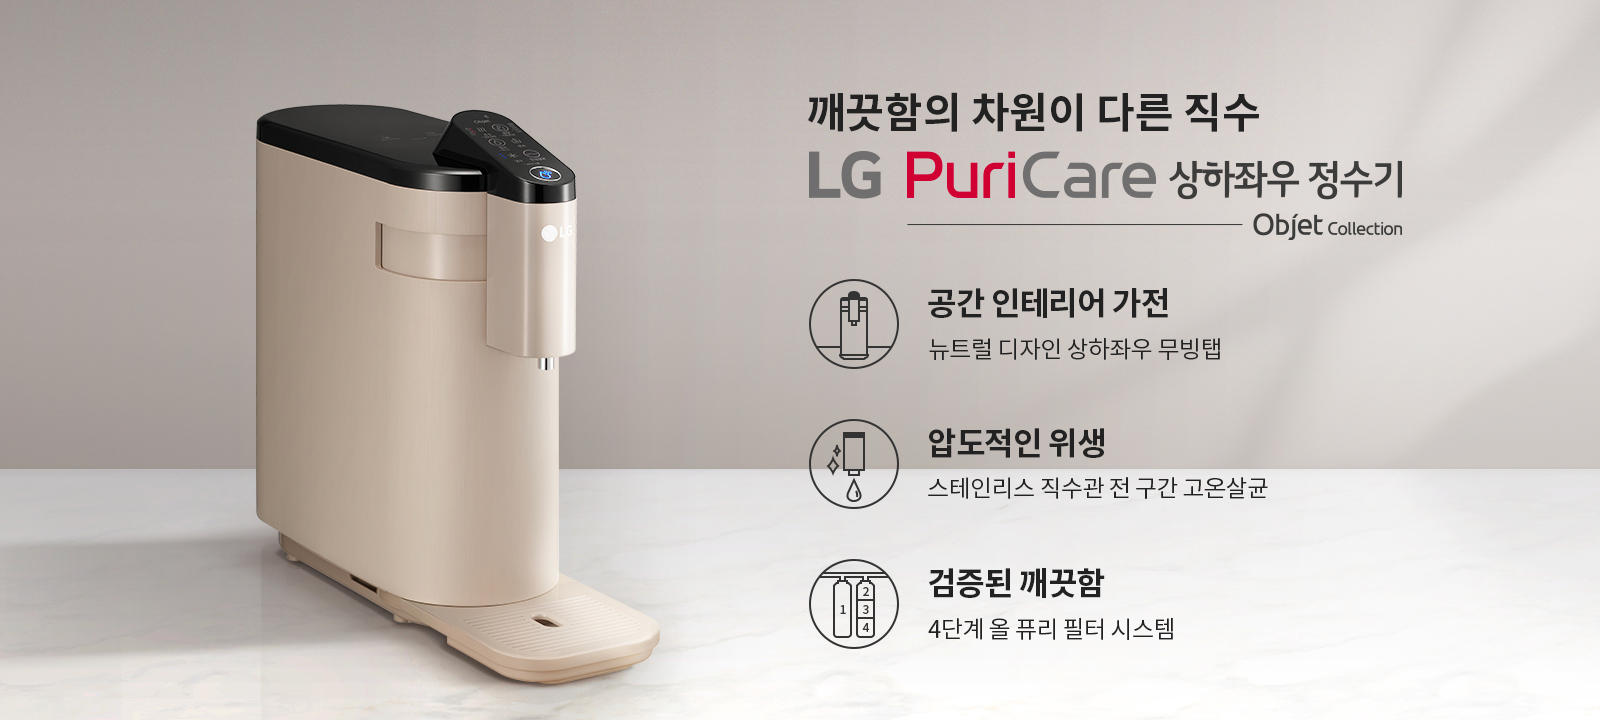 깨끗함의 차원이 다른 직수
LG PuriCare 상하좌우 정수기
Objet Collection
공간 인테리어 가전
뉴트럴 디자인 상하좌우 무빙탭
압도적인 위생
스테인리스 직수관 전 구간 고온살균
검증된 깨끗함
4단계 올 퓨리 필터 시스템
1
2
3
4
LG
Objet